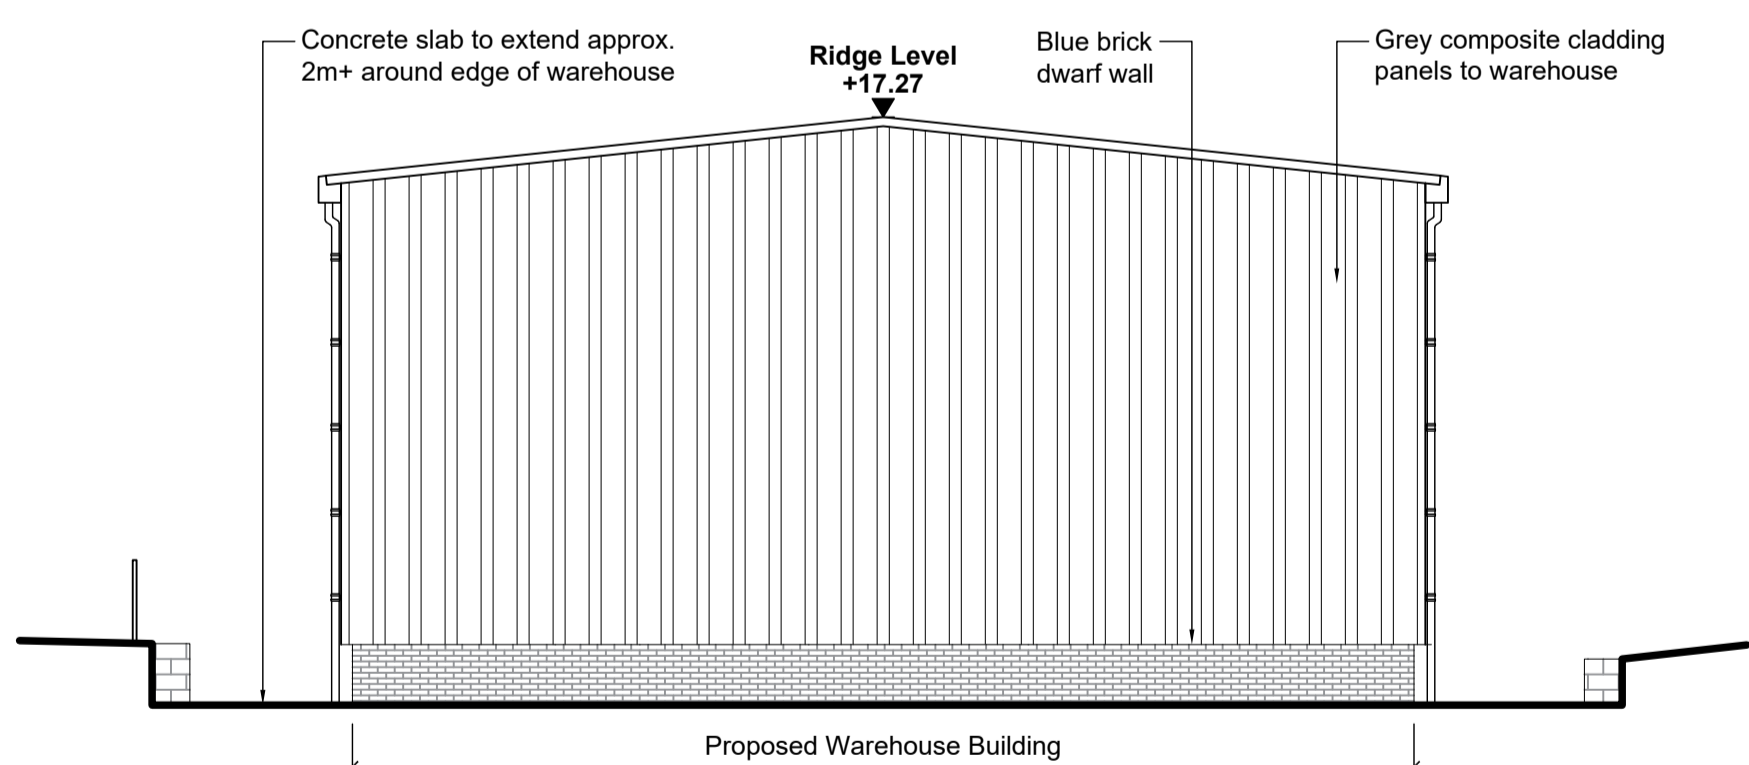 Concrete slab to extend approx.
2m+ around edge of warehouse
Ridge Level
+17.27
Blue brick
dwarf wall
Grey composite cladding
panels to warehouse
Proposed Warehouse Building